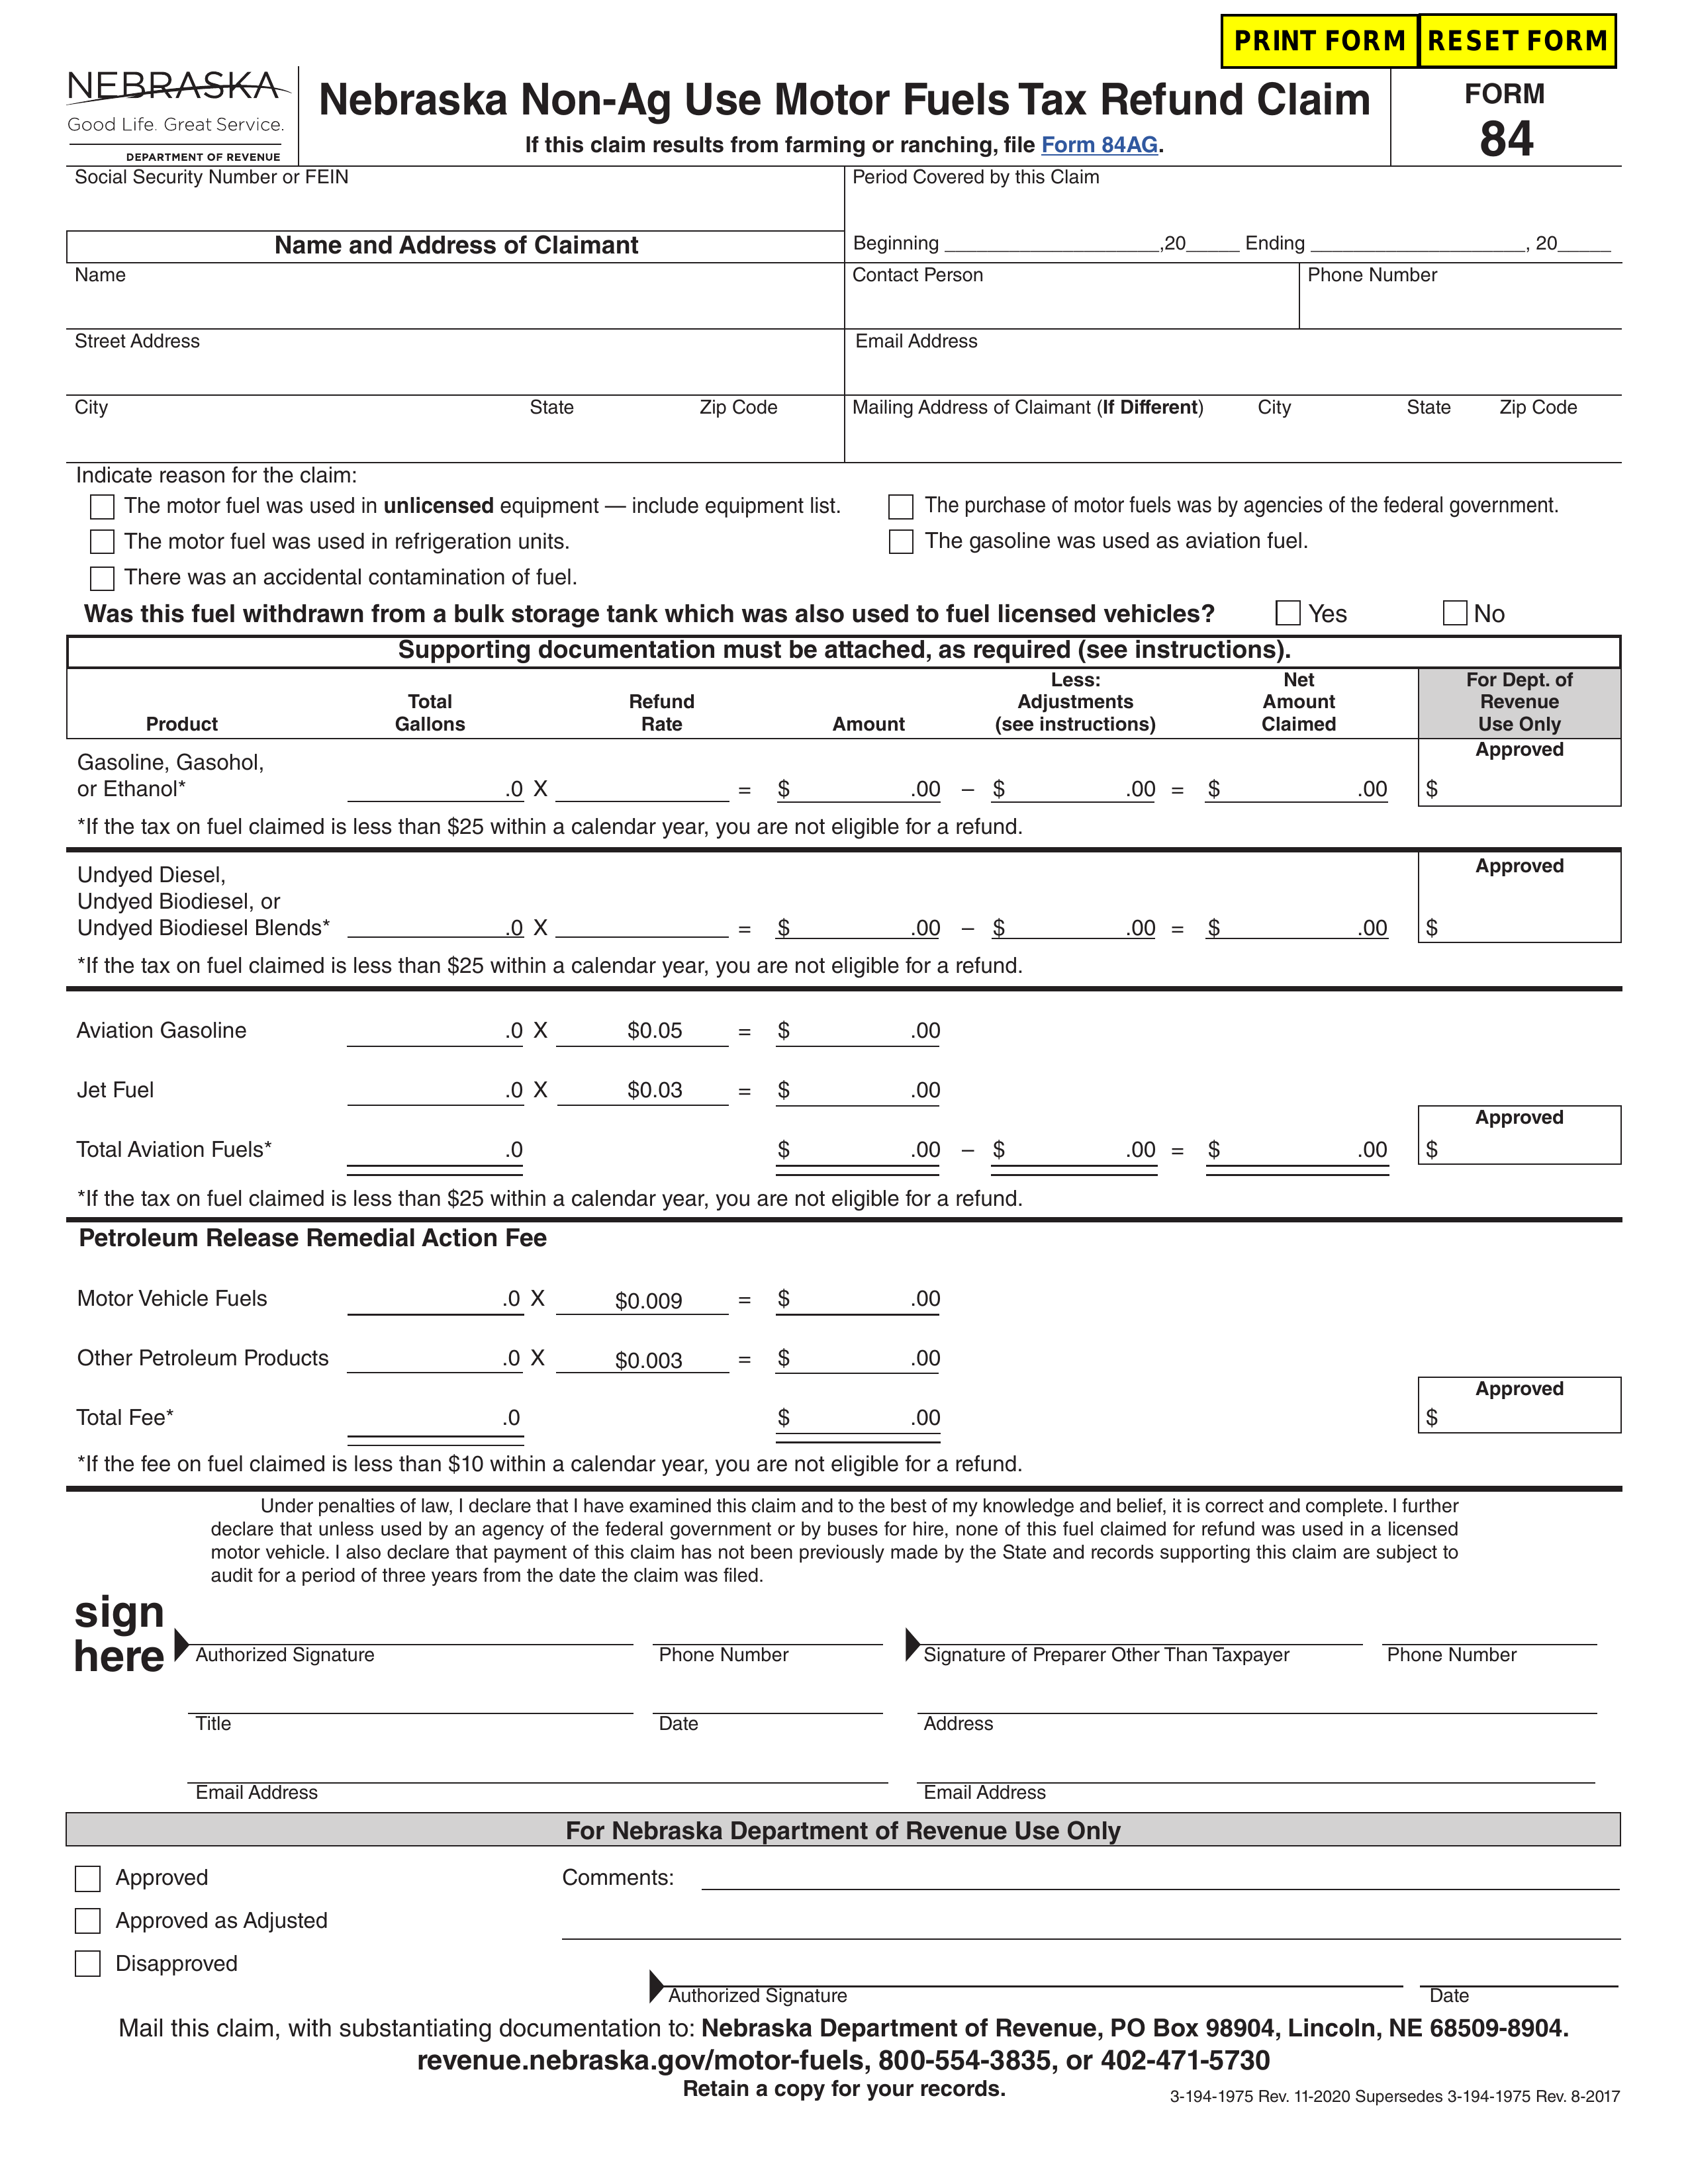 PRINT FORM RESET FORM
NEBRASKA
Good Life. Great Service.
DEPARTMENT OF REVENUE
Nebraska Non-Ag Use Motor Fuels Tax Refund Claim
If this claim results from farming or ranching, file Form 84AG.
FORM
84
Social Security Number or FEIN
Period Covered by this Claim
Name and Address of Claimant
Beginning ____________________,20_____ Ending ____________________, 20_____
Name
Contact Person
Phone Number
Street Address
Email Address
City State Zip Code
Mailing Address of Claimant (If Different) City State Zip Code
Indicate reason for the claim:
The motor fuel was used in unlicensed equipment — include equipment list.
The purchase of motor fuels was by agencies of the federal government.
The motor fuel was used in refrigeration units.
The gasoline was used as aviation fuel.
There was an accidental contamination of fuel.
Was this fuel withdrawn from a bulk storage tank which was also used to fuel licensed vehicles? Yes No
Supporting documentation must be attached, as required (see instructions).
Product
Total
Gallons
Refund
Rate
Amount
Less:
Adjustments
(see instructions)
Net
Amount
Claimed
For Dept. of
Revenue
Use Only
Approved
Gasoline, Gasohol,
or Ethanol* .0 X = $ .00 – $ .00 = $ .00 $
*If the tax on fuel claimed is less than $25 within a calendar year, you are not eligible for a refund.
Approved
Undyed Diesel,
Undyed Biodiesel, or
Undyed Biodiesel Blends* .0 X = $ .00 – $ .00 = $ .00 $
*If the tax on fuel claimed is less than $25 within a calendar year, you are not eligible for a refund.
Aviation Gasoline .0 X $0.05 = $ .00
Jet Fuel .0 X $0.03 = $ .00
Approved
Total Aviation Fuels* .0 $ .00 – $ .00 = $ .00 $
*If the tax on fuel claimed is less than $25 within a calendar year, you are not eligible for a refund.
Petroleum Release Remedial Action Fee
Motor Vehicle Fuels .0 X $0.009 = $ .00
Other Petroleum Products .0 X $0.003 = $ .00
Approved
Total Fee* .0 $ .00 $
*If the fee on fuel claimed is less than $10 within a calendar year, you are not eligible for a refund.
Under penalties of law, I declare that I have examined this claim and to the best of my knowledge and belief, it is correct and complete. I further
declare that unless used by an agency of the federal government or by buses for hire, none of this fuel claimed for refund was used in a licensed
motor vehicle. I also declare that payment of this claim has not been previously made by the State and records supporting this claim are subject to
audit for a period of three years from the date the claim was filed.
sign
here
Authorized Signature Phone Number Signature of Preparer Other Than Taxpayer Phone Number
Title Date Address
Email Address Email Address
For Nebraska Department of Revenue Use Only
Approved Comments:
Approved as Adjusted
Disapproved
Authorized Signature Date
Mail this claim, with substantiating documentation to: Nebraska Department of Revenue, PO Box 98904, Lincoln, NE 68509-8904.
revenue.nebraska.gov/motor-fuels, 800-554-3835, or 402-471-5730
Retain a copy for your records.
3-194-1975 Rev. 11-2020 Supersedes 3-194-1975 Rev. 8-2017